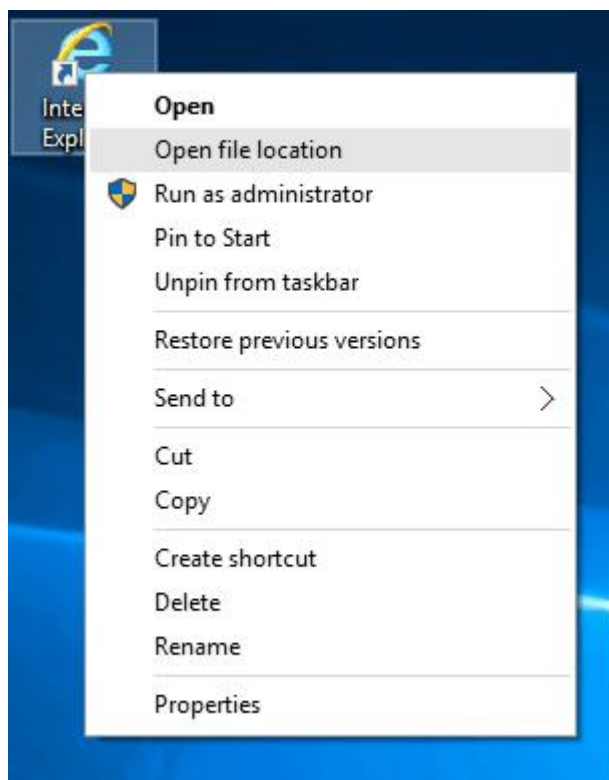 Inte
Expl
Open
Open file location
Run as administrator
Pin to Start
Unpin from taskbar
Restore previous versions
Send to
Cut
Copy
Create shortcut
Delete
Rename
Properties